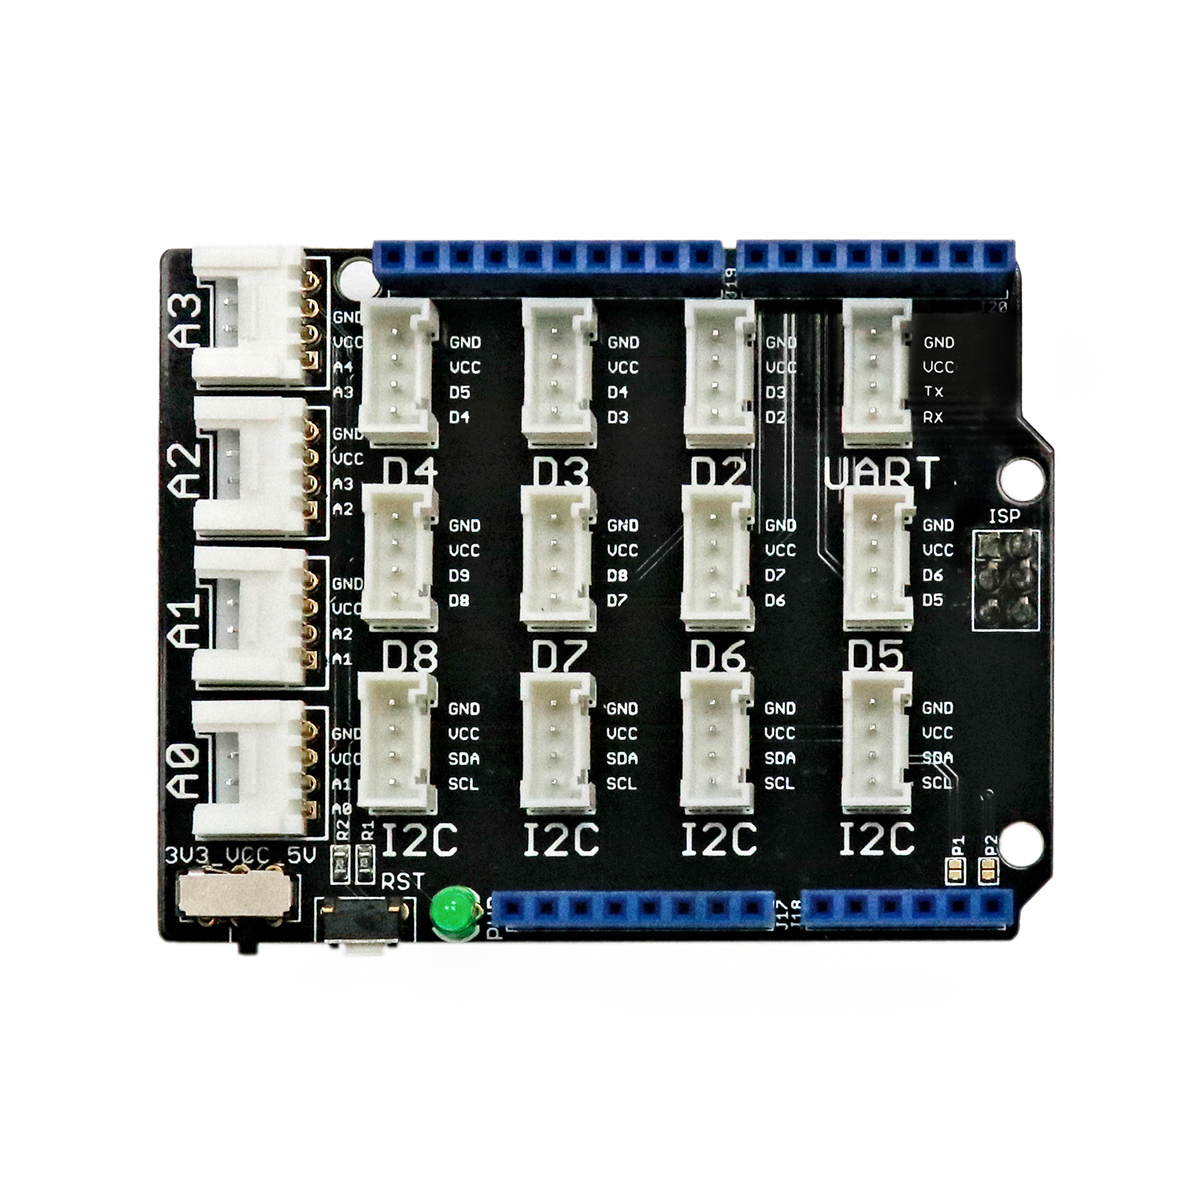 J19
J20
A3
GND
VCC
A4
A3
GND
VCC
D5
D4
D4
GND
VCC
D4
D3
D3
GND
VCC
D3
D2
D2
GND
VCC
Tx
RX
UART
A2
GND
VCC
A3
A2
GND
VCC
D9
D8
D8
GND
VCC
D8
D7
D7
GND
VCC
D7
D6
D6
GND
VCC
D6
D5
D5
ISP
A1
GND
VCC
A2
A1
GND
VCC
SDA
SCL
I2C
GND
VCC
SDA
SCL
I2C
GND
VCC
SDA
SCL
I2C
GND
VCC
SDA
SCL
I2C
A0
GND
VCC
A1
A0
R2
R1
P1
P2
3V3_VCC_5V
RST
J17
J18